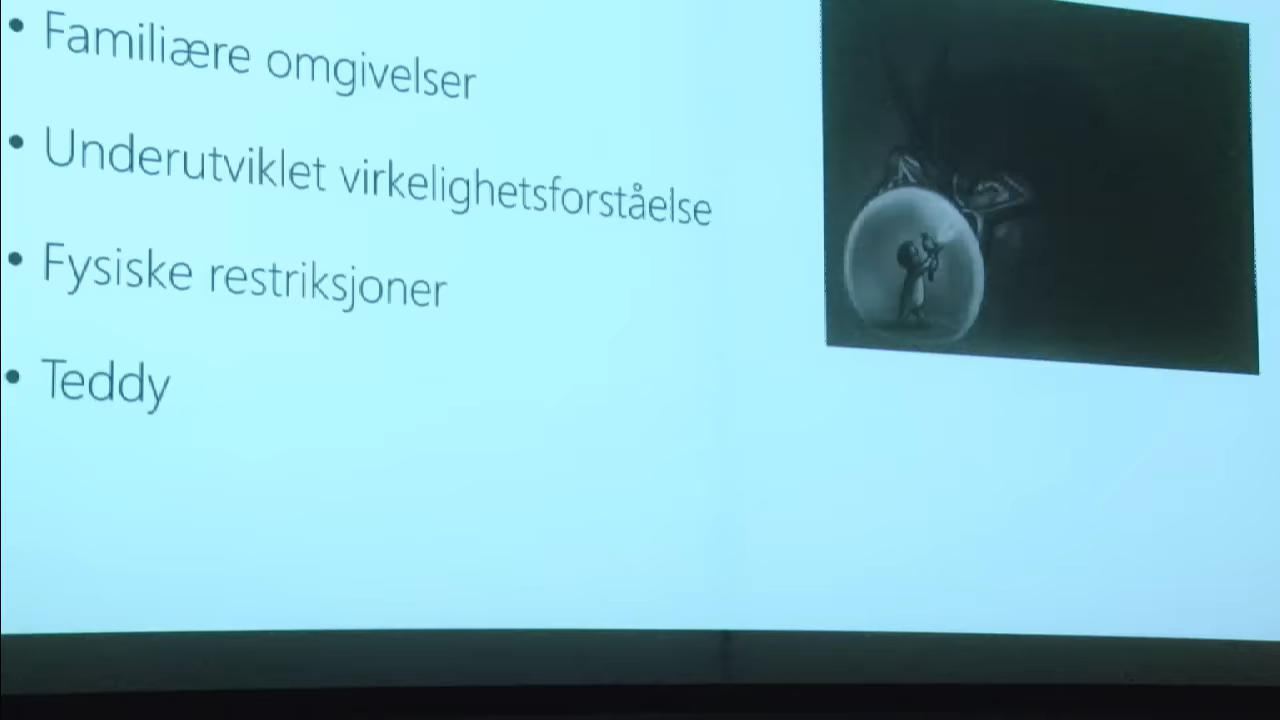 • Familiære omgivelser
• Underutviklet virkelighetsforståelse
• Fysiske restriksjoner
• Teddy